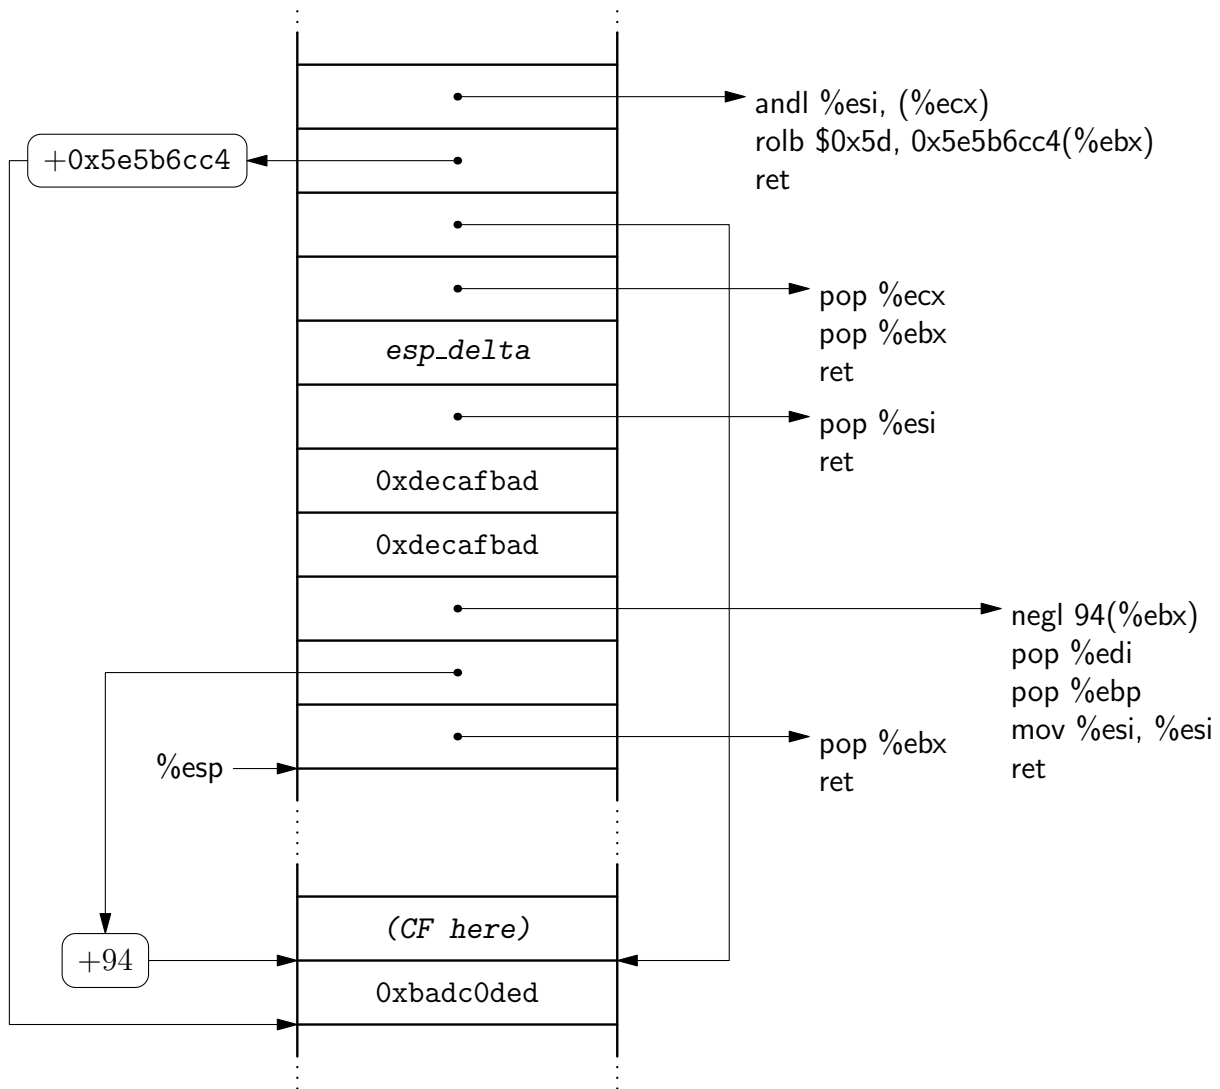 andl %esi, (%ecx)
rolb $0x5d, 0x5e5b6cc4(%ebx)
ret
+0x5e5b6cc4
pop %ecx
pop %ebx
ret
esp_delta
pop %esi
ret
0xdecafbad
0xdecafbad
negl 94(%ebx)
pop %edi
pop %ebp
mov %esi, %esi
ret
pop %ebx
ret
%esp
(CF here)
+94
0xbadc0ded